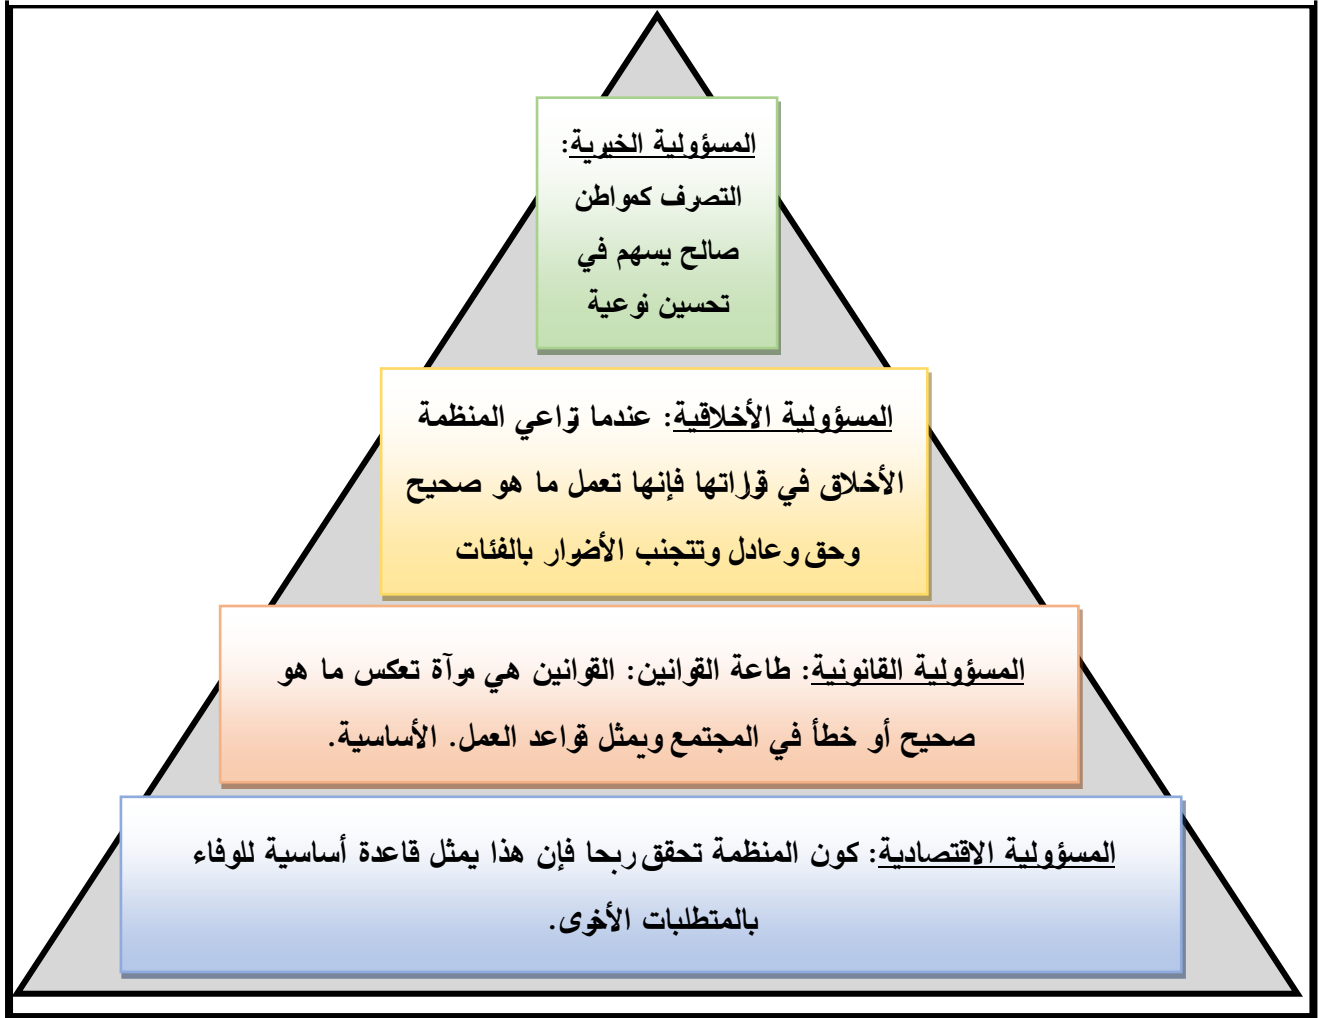 المسؤولية الخيرية:
التصرف كمواطن
صالح يسهم في
تحسين نوعية
المسؤولية الأخلاقية: عندما تراعي المنظمة
الأخلاق في قراراتها فإنها تعمل ما هو صحيح
وحق وعادل وتتجنب الأضرار بالفئات
المسؤولية القانونية: طاعة القوانين: القوانين هي مرآة تعكس ما هو
صحيح أو خطأ في المجتمع ويمثل قواعد العمل. الأساسية.
المسؤولية الاقتصادية: كون المنظمة تحقق ربحا فإن هذا يمثل قاعدة أساسية للوفاء
بالمتطلبات الأخرى.